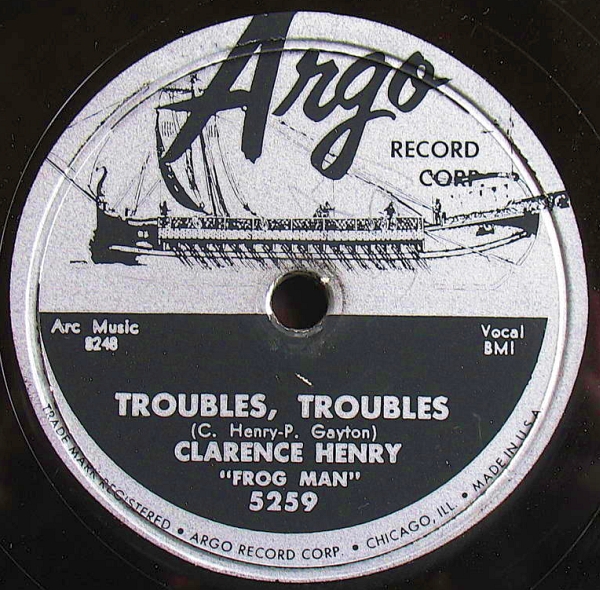 Argo
RECORD
CORP.
Arc Music
8248
Vocal
BMI
TROUBLES, TROUBLES
(C. Henry-P. Gayton)
CLARENCE HENRY
"FROG MAN"
5259
TRADE MARK REGISTERED • ARGO RECORD CORP. • CHICAGO, ILL. • MADE IN U.S.A.